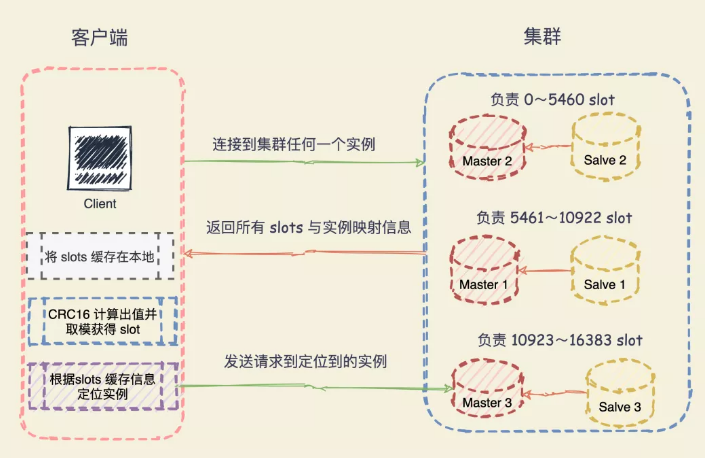 客户端
集群
负责 0～5460 slot
连接到集群任何一个实例
Master 2
Salve 2
Client
返回所有 slots 与实例映射信息
负责 5461～10922 slot
将 slots 缓存在本地
Master 1
Salve 1
CRC16 计算出值并
取模获得 slot
负责 10923～16383 slot
发送请求到定位到的实例
根据slots 缓存信息
定位实例
Master 3
Salve 3